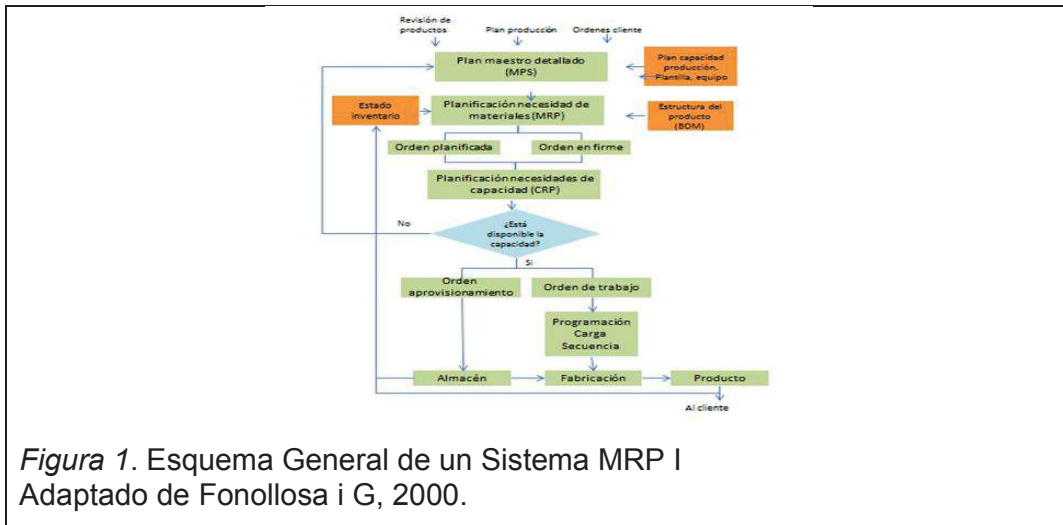 Revisión de
productos
Plan producción
Ordenes cliente
Plan maestro detallado
(MPS)
Plan capacidad
producción,
Plantilla, equipo
Estado
inventario
Planificación necesidad de
materiales (MRP)
Estructura del
producto
(BOM)
Orden planificada
Orden en firme
Planificación necesidades de
capacidad (CRP)
No
¿Está
disponible la
capacidad?
Si
Orden
aprovisionamiento
Orden de trabajo
Programación
Carga
Secuencia
Almacén
Fabricación
Producto
Al cliente
Figura 1. Esquema General de un Sistema MRP I
Adaptado de Fonollosa i G, 2000.